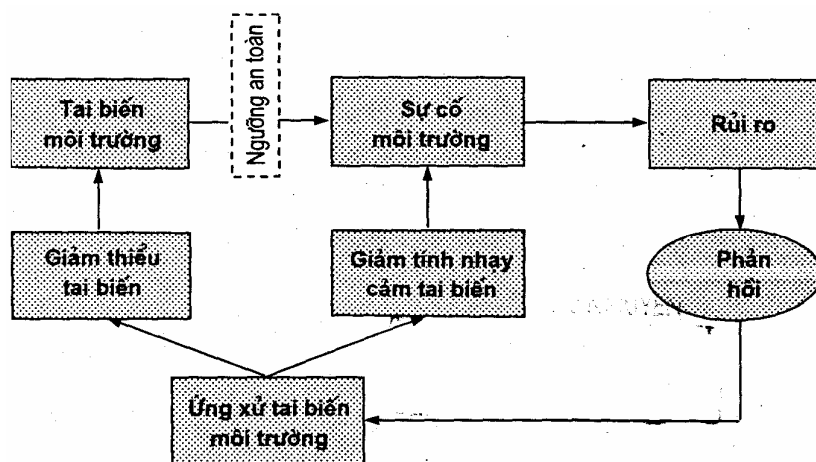 Tai biến
môi trường
Ngưỡng an toàn
Sự cố
môi trường
Rủi ro
Giảm thiểu
tai biến
Giảm tính nhạy
cảm tai biến
Phản
hồi
Ứng xử tai biến
môi trường